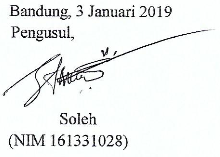 Bandung, 3 Januari 2019
Pengusul,
Soleh
(NIM 161331028)